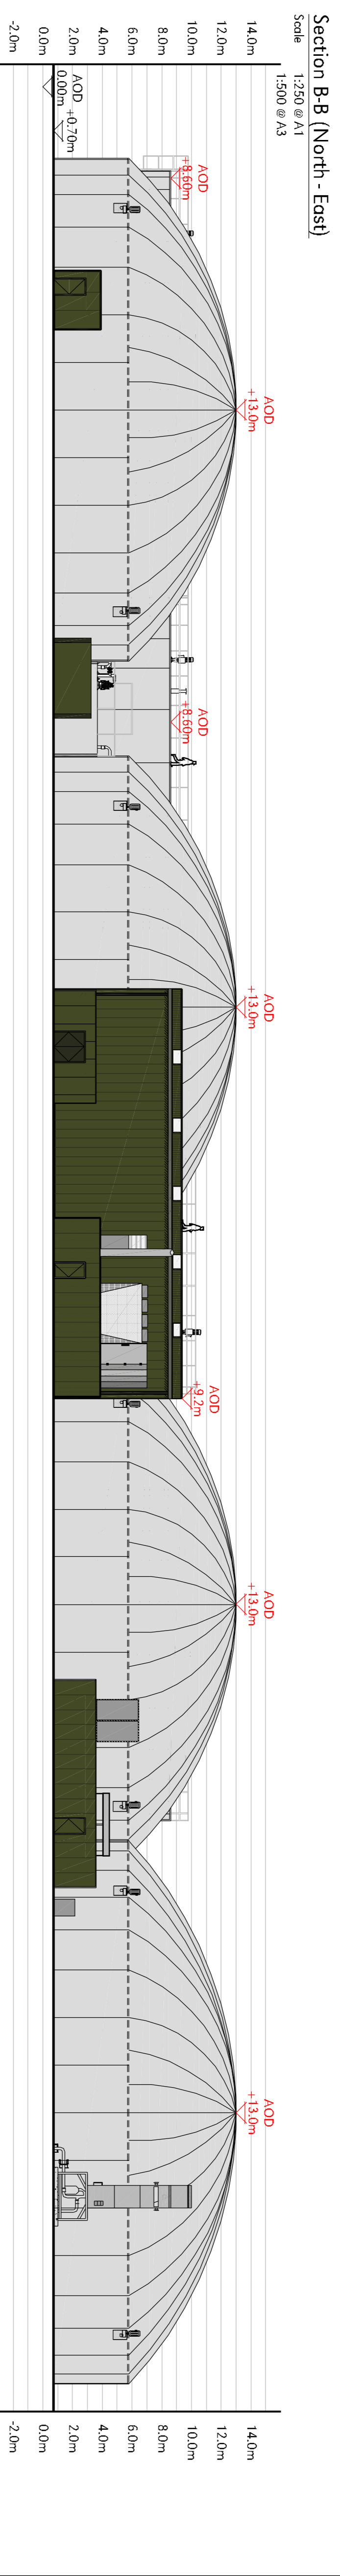 Section B-B (North - East)
Scale 1:250 @ A1
1:500 @ A3
14.0m
12.0m
10.0m
8.0m
6.0m
4.0m
2.0m
0.0m
-2.0m
AOD
0.00m
+0.70m
AOD
+8.60m
AOD
+13.0m
AOD
+8.60m
AOD
+13.0m
AOD
+9.2m
AOD
+13.0m
AOD
+13.0m
14.0m
12.0m
10.0m
8.0m
6.0m
4.0m
2.0m
0.0m
-2.0m